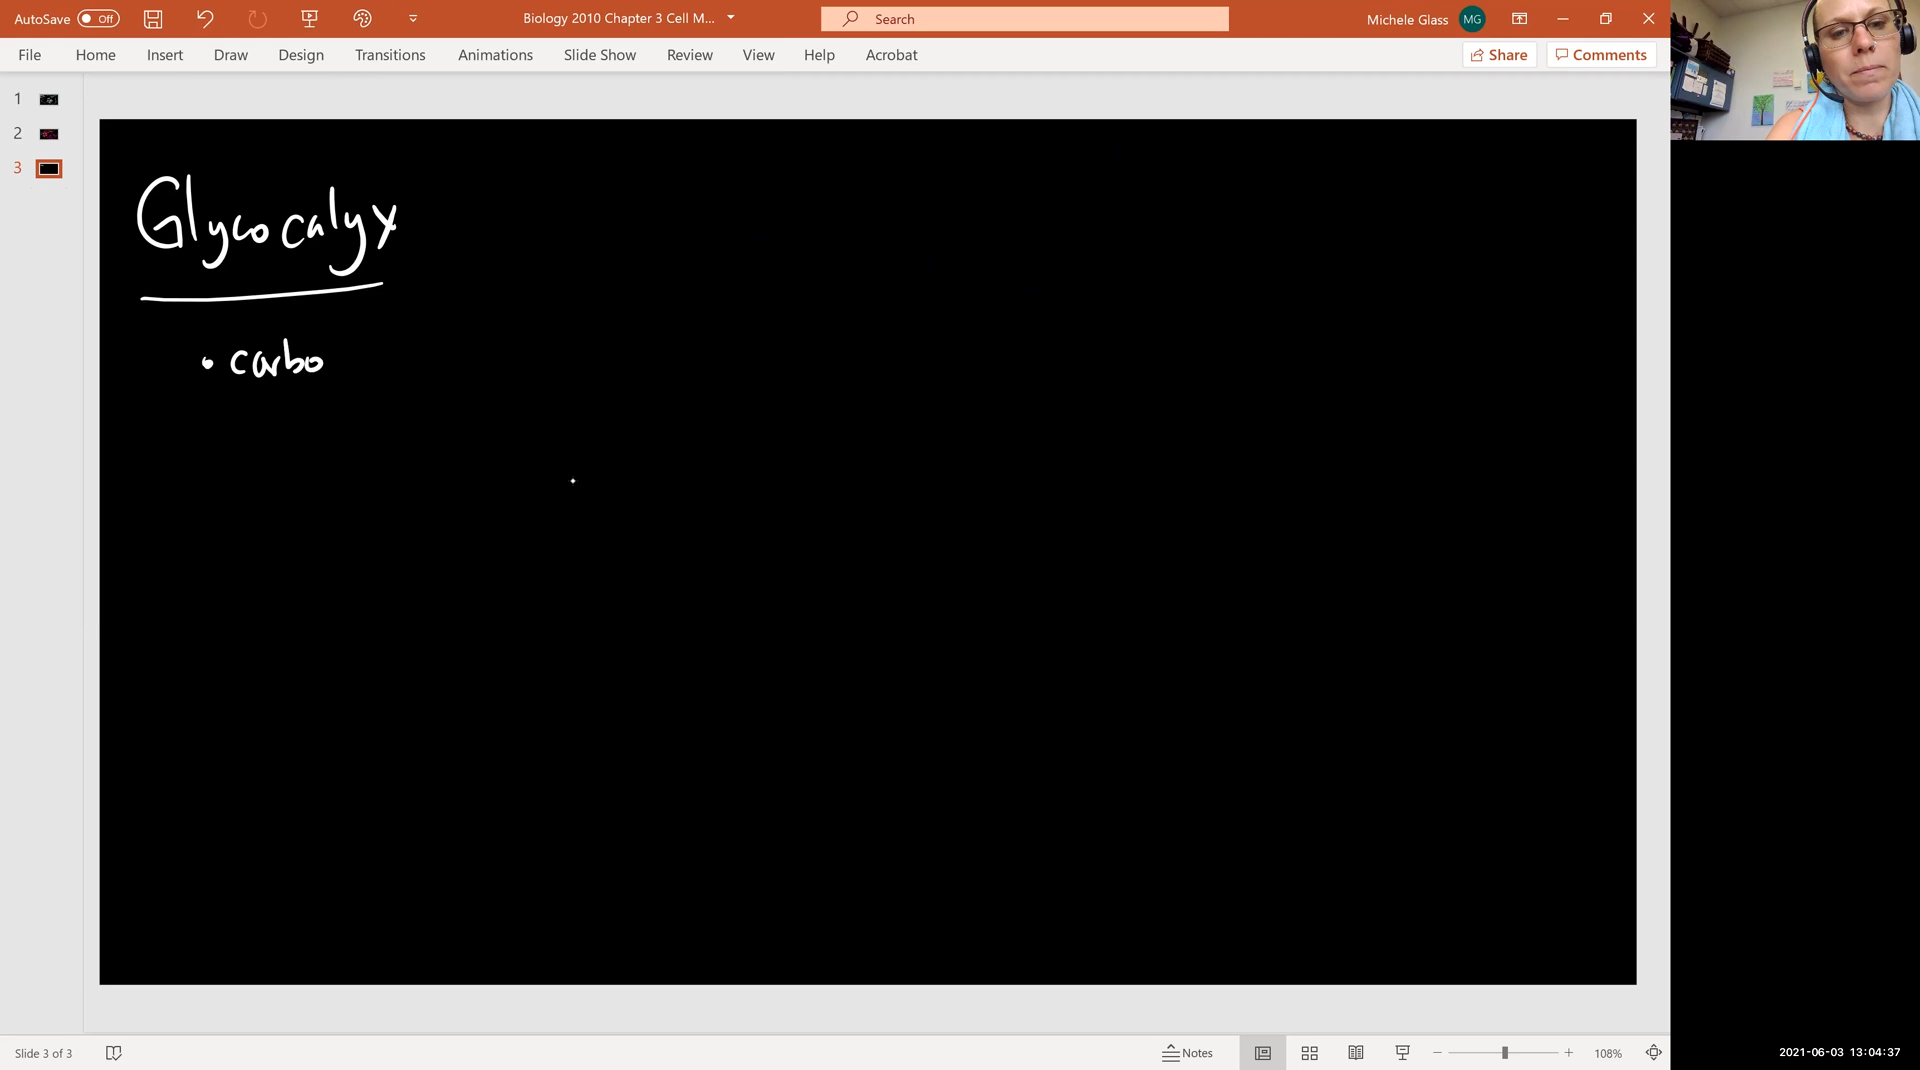 AutoSave Off Biology 2010 Chapter 3 Cell M... Search Michele Glass MG
File Home Insert Draw Design Transitions Animations Slide Show Review View Help Acrobat Share Comments
1
2
3
Glycocalyx
• carbo
Slide 3 of 3 Notes 108%
2021-06-03 13:04:37